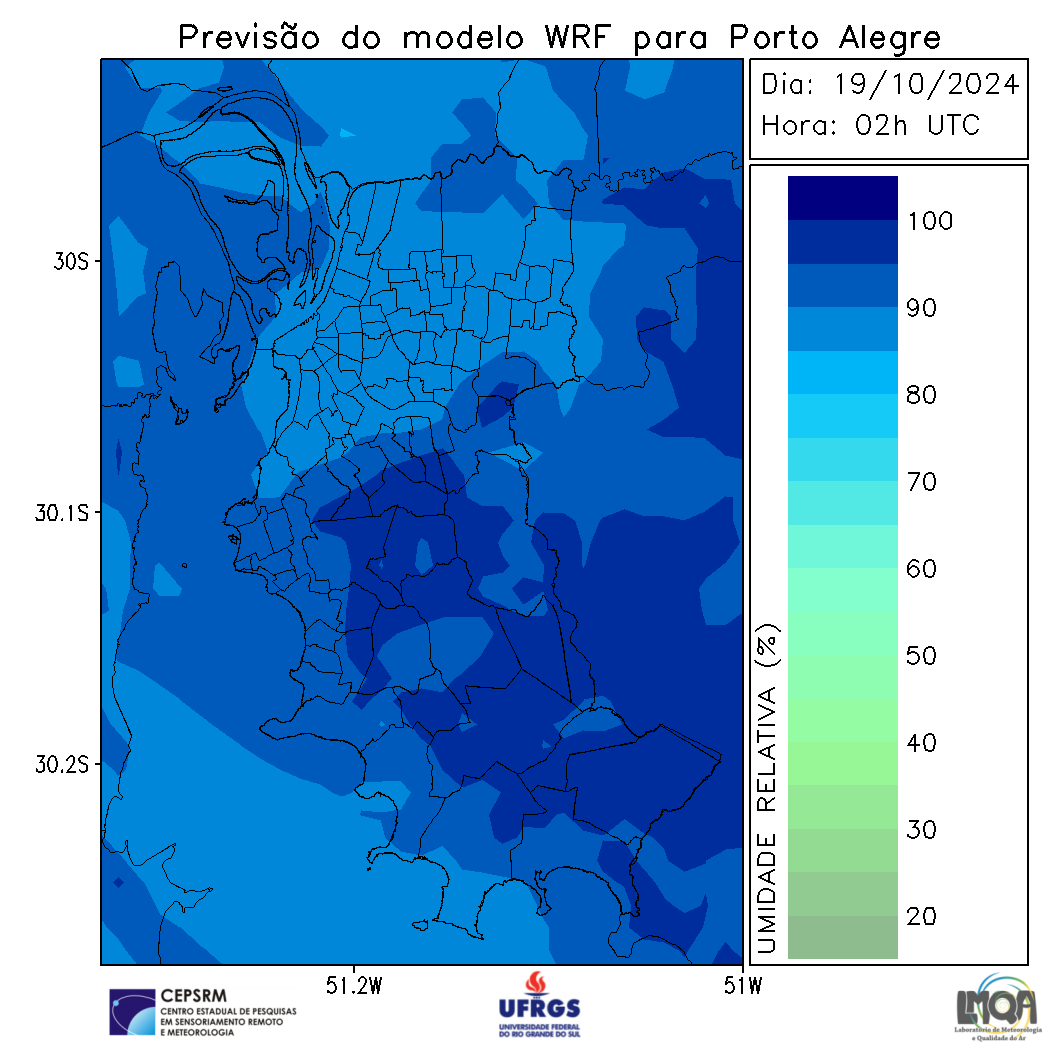 Previsão do modelo WRF para Porto Alegre
Dia: 19/10/2024
Hora: 02h UTC
30S
30.1S
30.2S
51.2W
51W
UMIDADE RELATIVA (%)
100
90
80
70
60
50
40
30
20
CEPSRM
CENTRO ESTADUAL DE PESQUISAS
EM SENSORIAMENTO REMOTO
E METEOROLOGIA
UFRGS
UNIVERSIDADE FEDERAL
DO RIO GRANDE DO SUL
LMQA
Laboratório de Meteorologia
e Qualidade do Ar